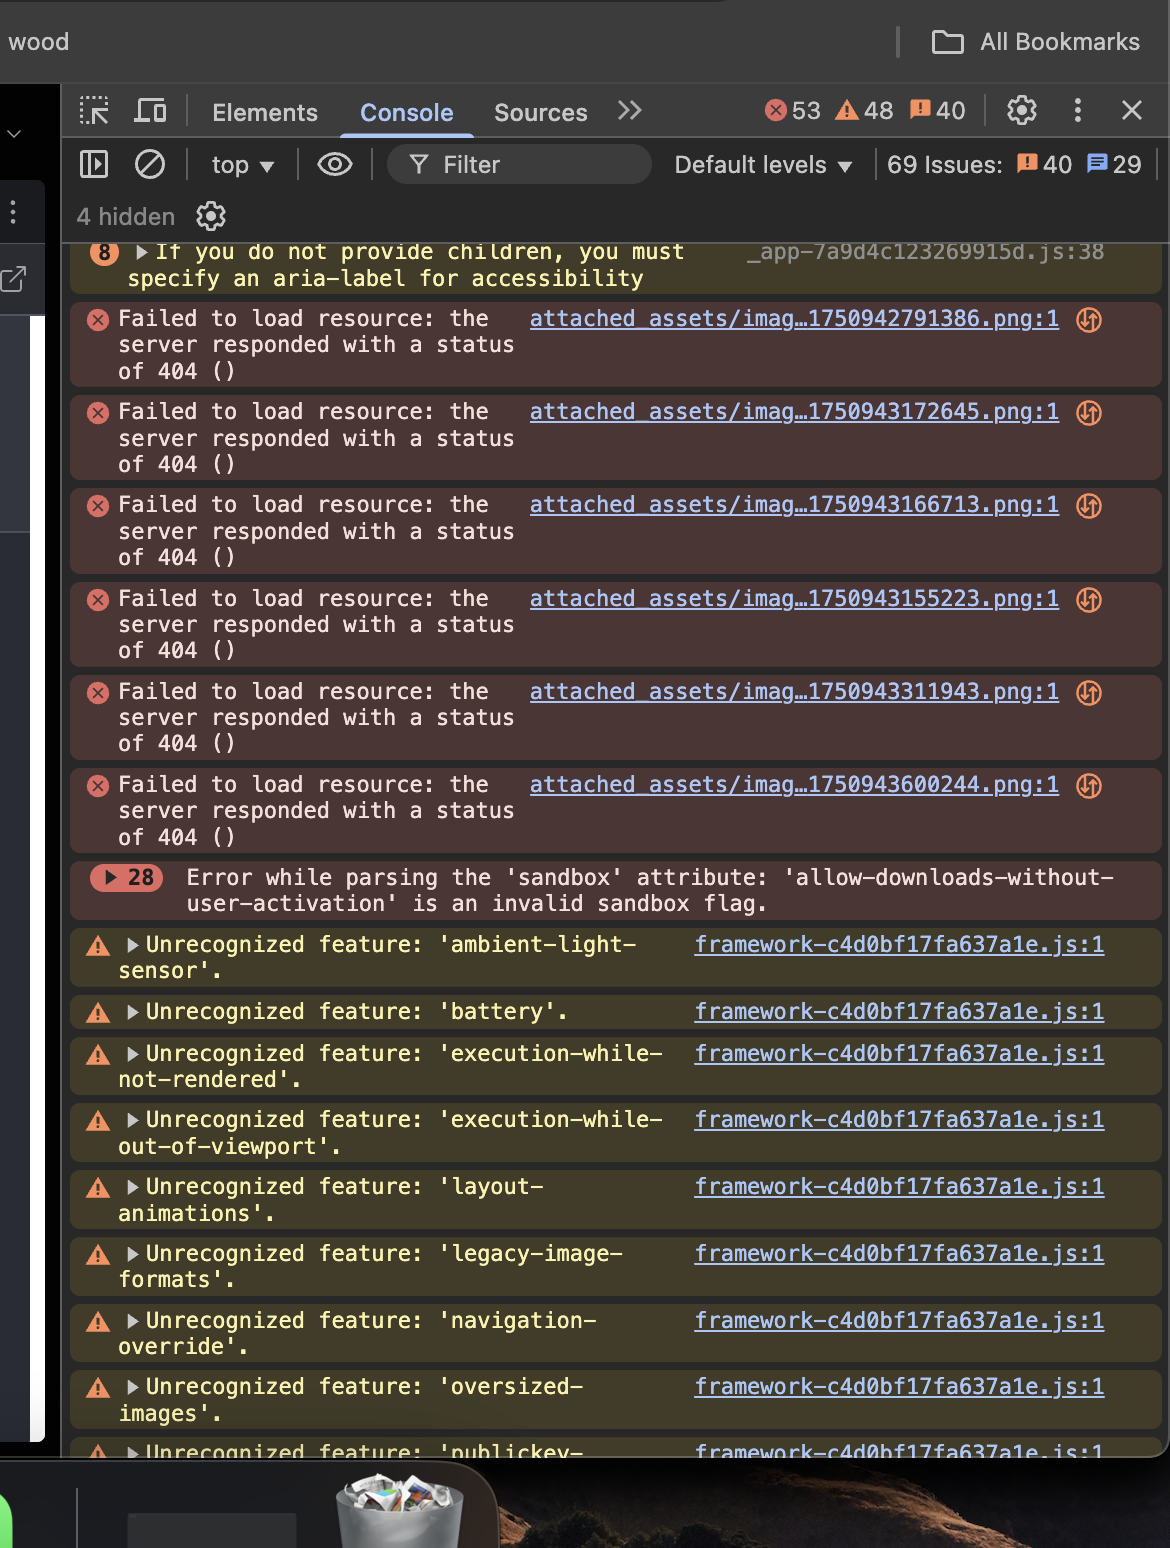 wood
All Bookmarks
Elements Console Sources 53 48 40
top Filter Default levels 69 Issues: 40 29
4 hidden
8 If you do not provide children, you must _app-7a9d4c123269915d.js:38
specify an aria-label for accessibility
Failed to load resource: the attached_assets/imag…1750942791386.png:1
server responded with a status
of 404 ()
Failed to load resource: the attached_assets/imag…1750943172645.png:1
server responded with a status
of 404 ()
Failed to load resource: the attached_assets/imag…1750943166713.png:1
server responded with a status
of 404 ()
Failed to load resource: the attached_assets/imag…1750943155223.png:1
server responded with a status
of 404 ()
Failed to load resource: the attached_assets/imag…1750943311943.png:1
server responded with a status
of 404 ()
Failed to load resource: the attached_assets/imag…1750943600244.png:1
server responded with a status
of 404 ()
28 Error while parsing the 'sandbox' attribute: 'allow-downloads-without-
user-activation' is an invalid sandbox flag.
Unrecognized feature: 'ambient-light- framework-c4d0bf17fa637a1e.js:1
sensor'.
Unrecognized feature: 'battery'. framework-c4d0bf17fa637a1e.js:1
Unrecognized feature: 'execution-while- framework-c4d0bf17fa637a1e.js:1
not-rendered'.
Unrecognized feature: 'execution-while- framework-c4d0bf17fa637a1e.js:1
out-of-viewport'.
Unrecognized feature: 'layout- framework-c4d0bf17fa637a1e.js:1
animations'.
Unrecognized feature: 'legacy-image- framework-c4d0bf17fa637a1e.js:1
formats'.
Unrecognized feature: 'navigation- framework-c4d0bf17fa637a1e.js:1
override'.
Unrecognized feature: 'oversized- framework-c4d0bf17fa637a1e.js:1
images'.
Unrecognized feature: 'publickey- framework-c4d0bf17fa637a1e.js:1